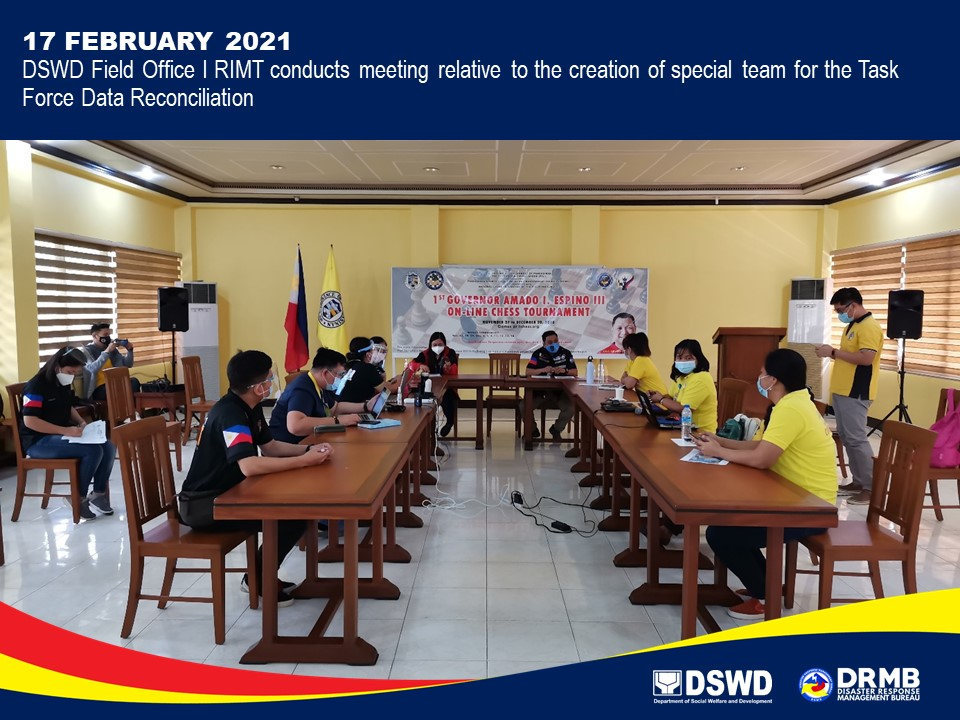 17 FEBRUARY 2021
DSWD Field Office I RIMT conducts meeting relative to the creation of special team for the Task
Force Data Reconciliation
1ST GOVERNOR AMADO I. ESPINO III
ON-LINE CHESS TOURNAMENT
DSWD
Department of Social Welfare and Development
DRMB
DISASTER RESPONSE
MANAGEMENT BUREAU